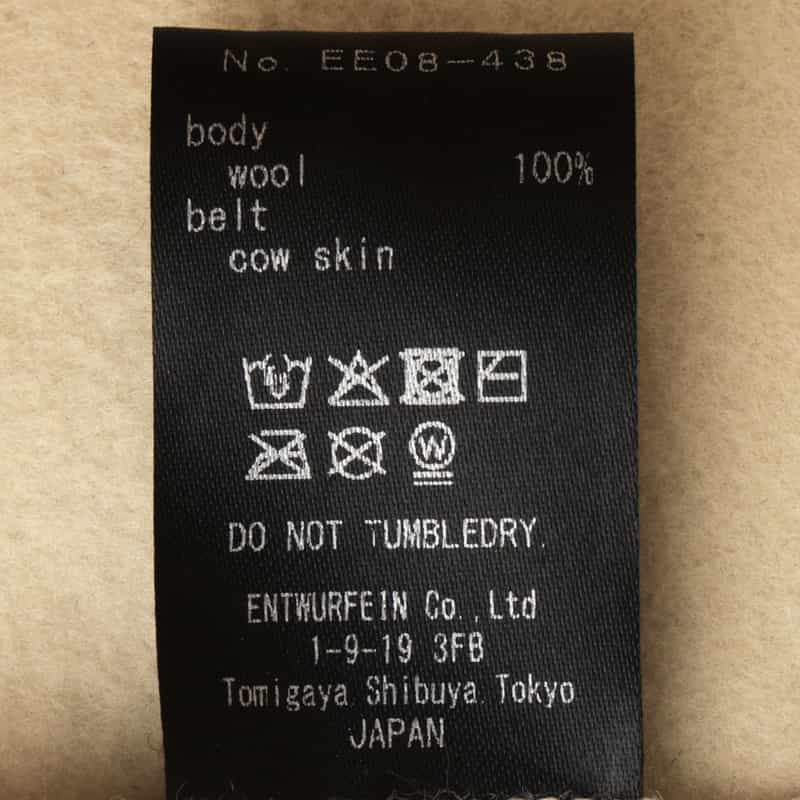 No. EE08-438
body
wool 100%
belt
cow skin
W
DO NOT TUMBLEDRY.
ENTWURFEIN Co.,Ltd
1-9-19 3FB
Tomigaya Shibuya Tokyo
JAPAN